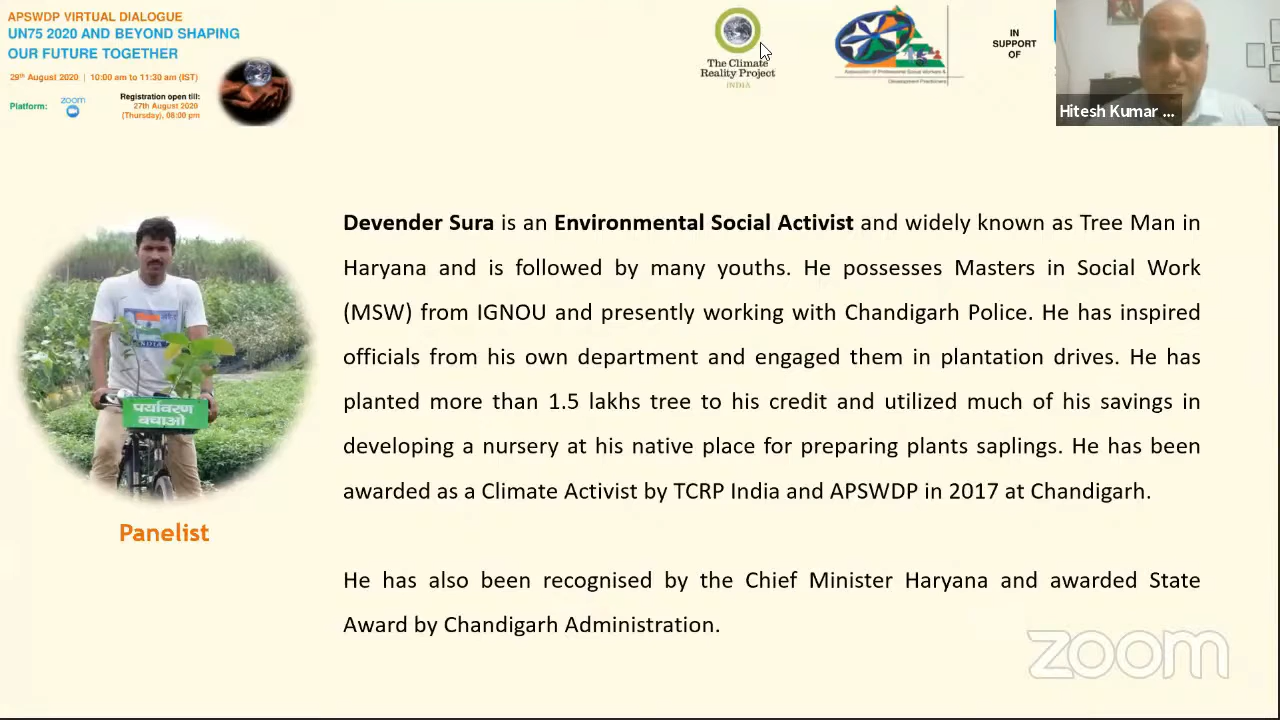 APSWDP VIRTUAL DIALOGUE
UN75 2020 AND BEYOND SHAPING
OUR FUTURE TOGETHER
29th August 2020 | 10:00 am to 11:30 am (IST)
Platform:
zoom
Registration open till:
27th August 2020
(Thursday), 08:00 pm
The Climate
Reality Project
INDIA
Association of Professional Social Workers &
Development Practitioners
IN
SUPPORT
OF
Hitesh Kumar ...
पर्यावरण
बचाओ
Panelist
Devender Sura is an Environmental Social Activist and widely known as Tree Man in
Haryana and is followed by many youths. He possesses Masters in Social Work
(MSW) from IGNOU and presently working with Chandigarh Police. He has inspired
officials from his own department and engaged them in plantation drives. He has
planted more than 1.5 lakhs tree to his credit and utilized much of his savings in
developing a nursery at his native place for preparing plants saplings. He has been
awarded as a Climate Activist by TCRP India and APSWDP in 2017 at Chandigarh.
He has also been recognised by the Chief Minister Haryana and awarded State
Award by Chandigarh Administration.
zoom